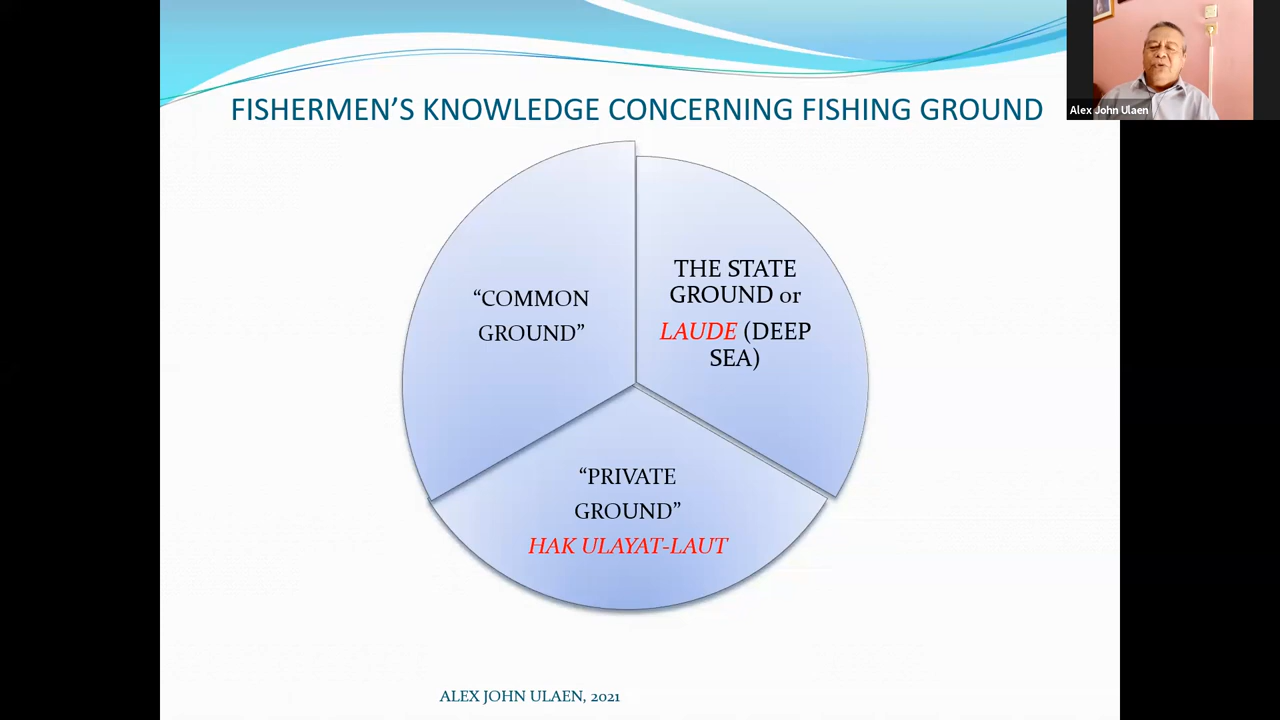 FISHERMEN’S KNOWLEDGE CONCERNING FISHING GROUND
Alex John Ulaen
“COMMON
GROUND”
THE STATE
GROUND or
LAUDE (DEEP
SEA)
“PRIVATE
GROUND”
HAK ULAYAT-LAUT
ALEX JOHN ULAEN, 2021